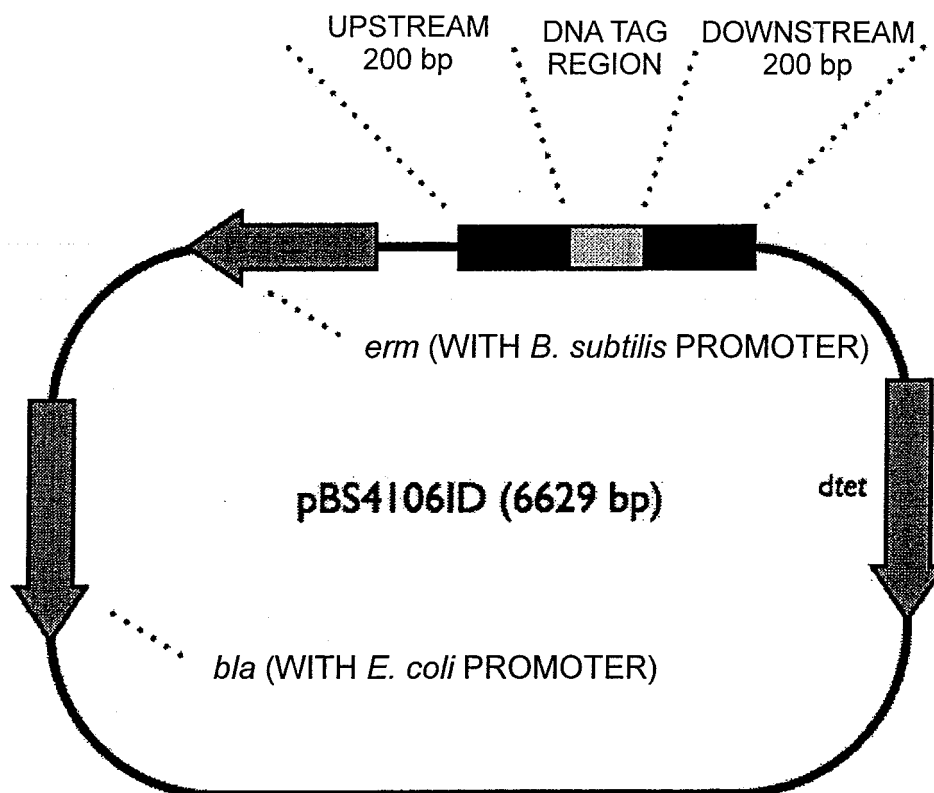 UPSTREAM
200 bp
DNA TAG
REGION
DOWNSTREAM
200 bp
erm (WITH B. subtilis PROMOTER)
dtet
pBS4106ID (6629 bp)
bla (WITH E. coli PROMOTER)